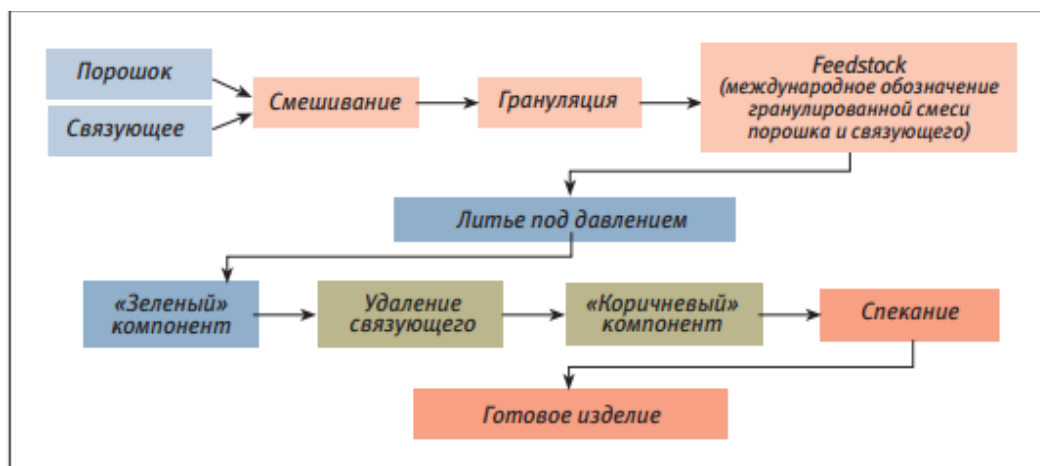 Порошок
Связующее
Смешивание
Грануляция
Feedstock
(международное обозначение
гранулированной смеси
порошка и связующего)
Литье под давлением
«Зеленый»
компонент
Удаление
связующего
«Коричневый»
компонент
Спекание
Готовое изделие